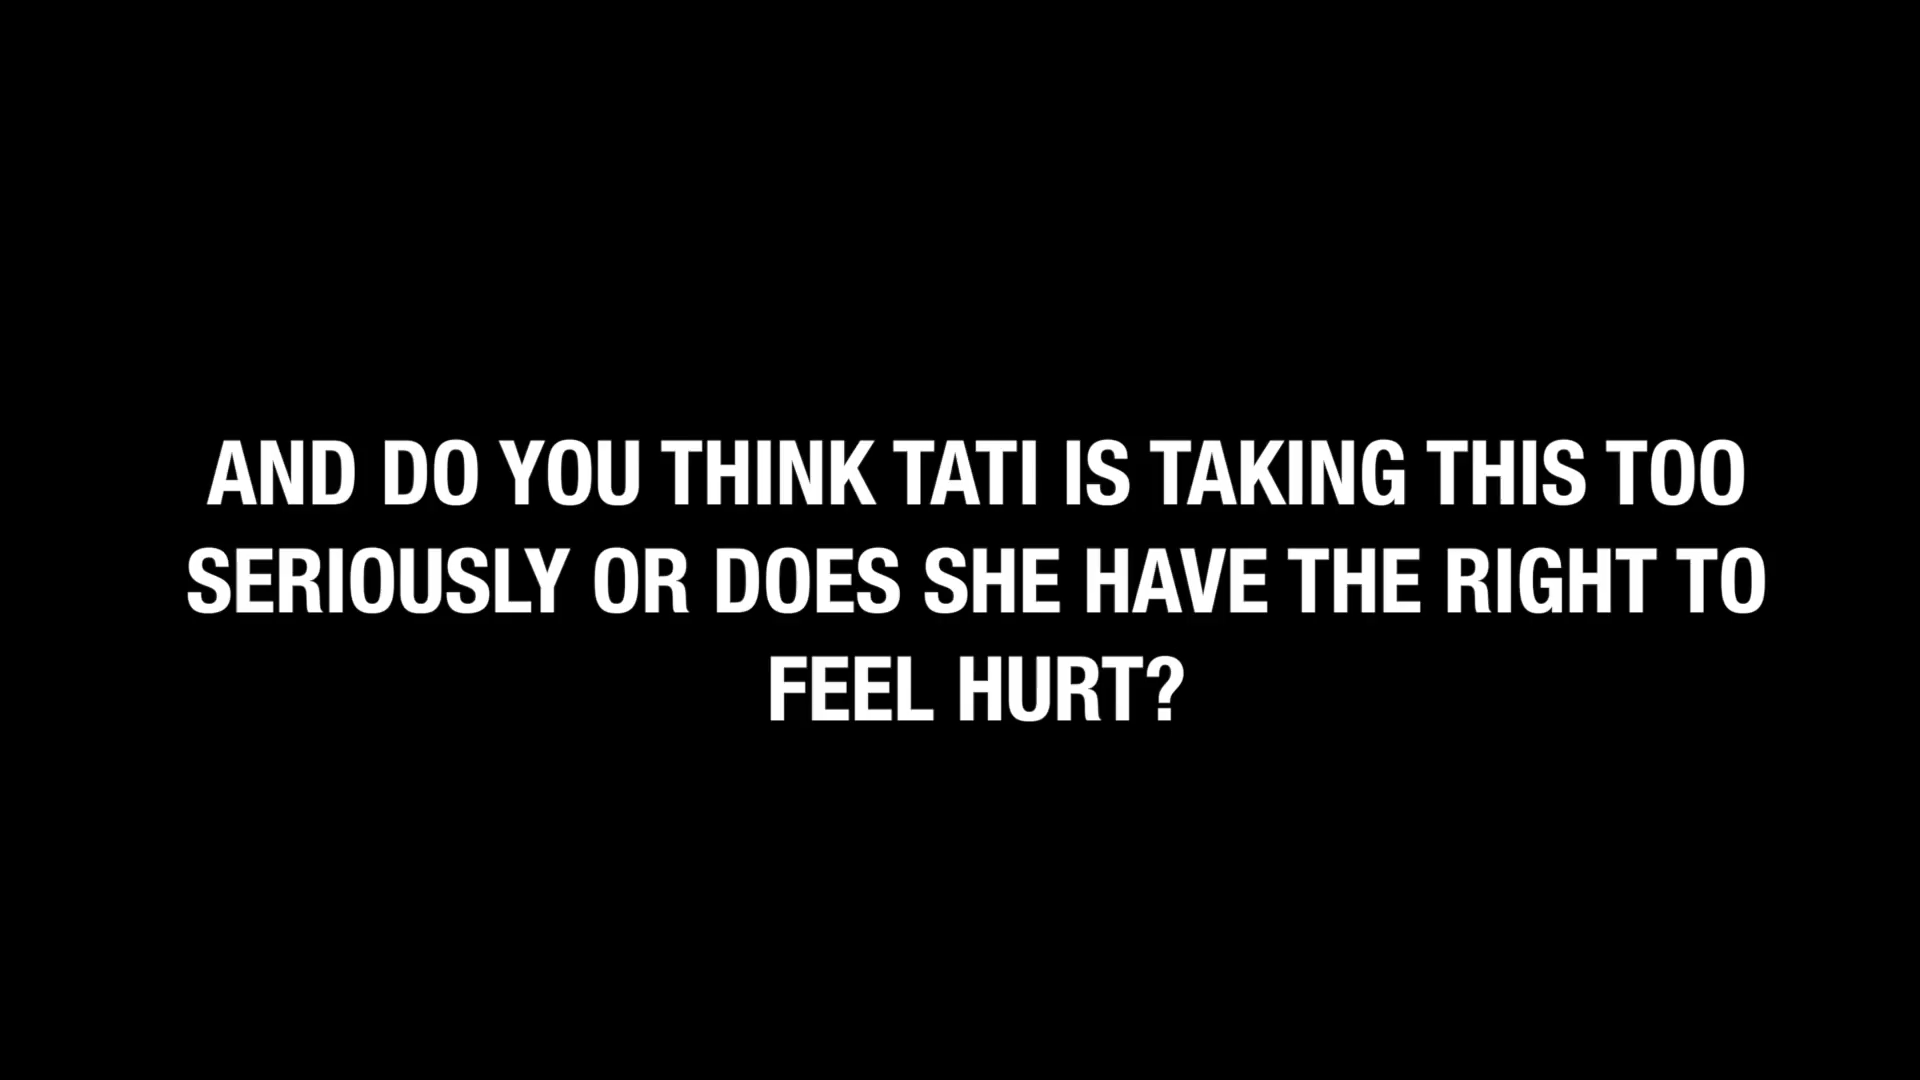 AND DO YOU THINK TATI IS TAKING THIS TOO
SERIOUSLY OR DOES SHE HAVE THE RIGHT TO
FEEL HURT?